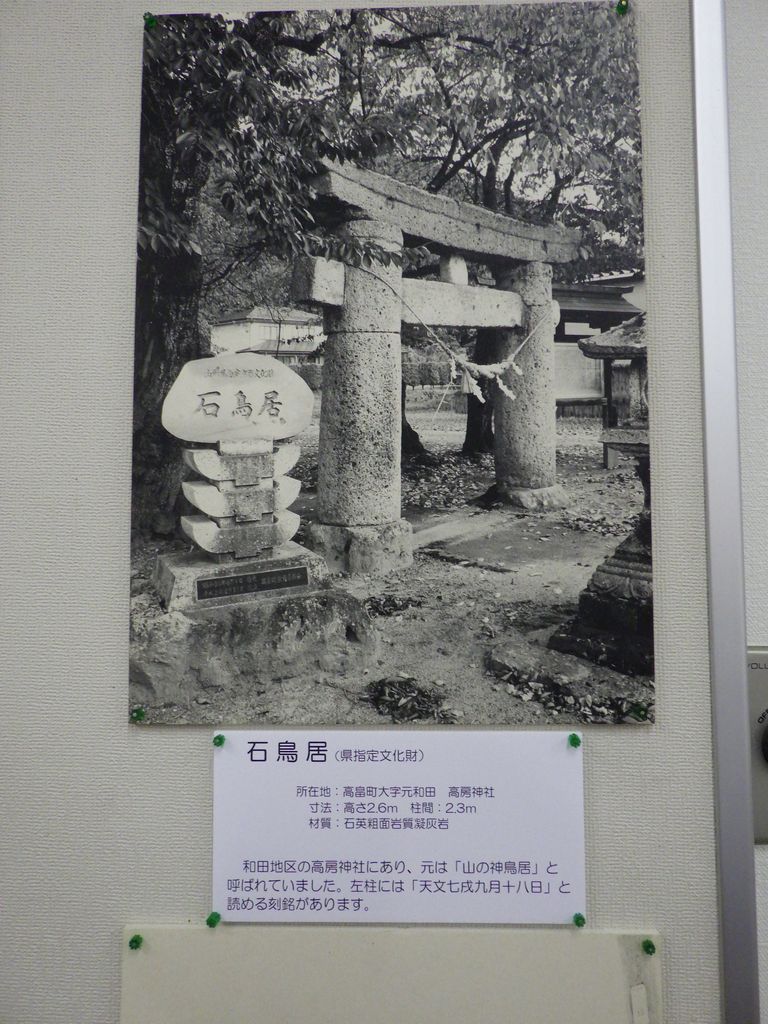 石鳥居
石鳥居（県指定文化財）
所在地：高畠町大字元和田　高房神社
寸法：高さ2.6m　柱間：2.3m
材質：石英粗面岩質凝灰岩
和田地区の高房神社にあり、元は「山の神鳥居」と
呼ばれていました。左柱には「天文七戌九月十八日」と
読める刻銘があります。